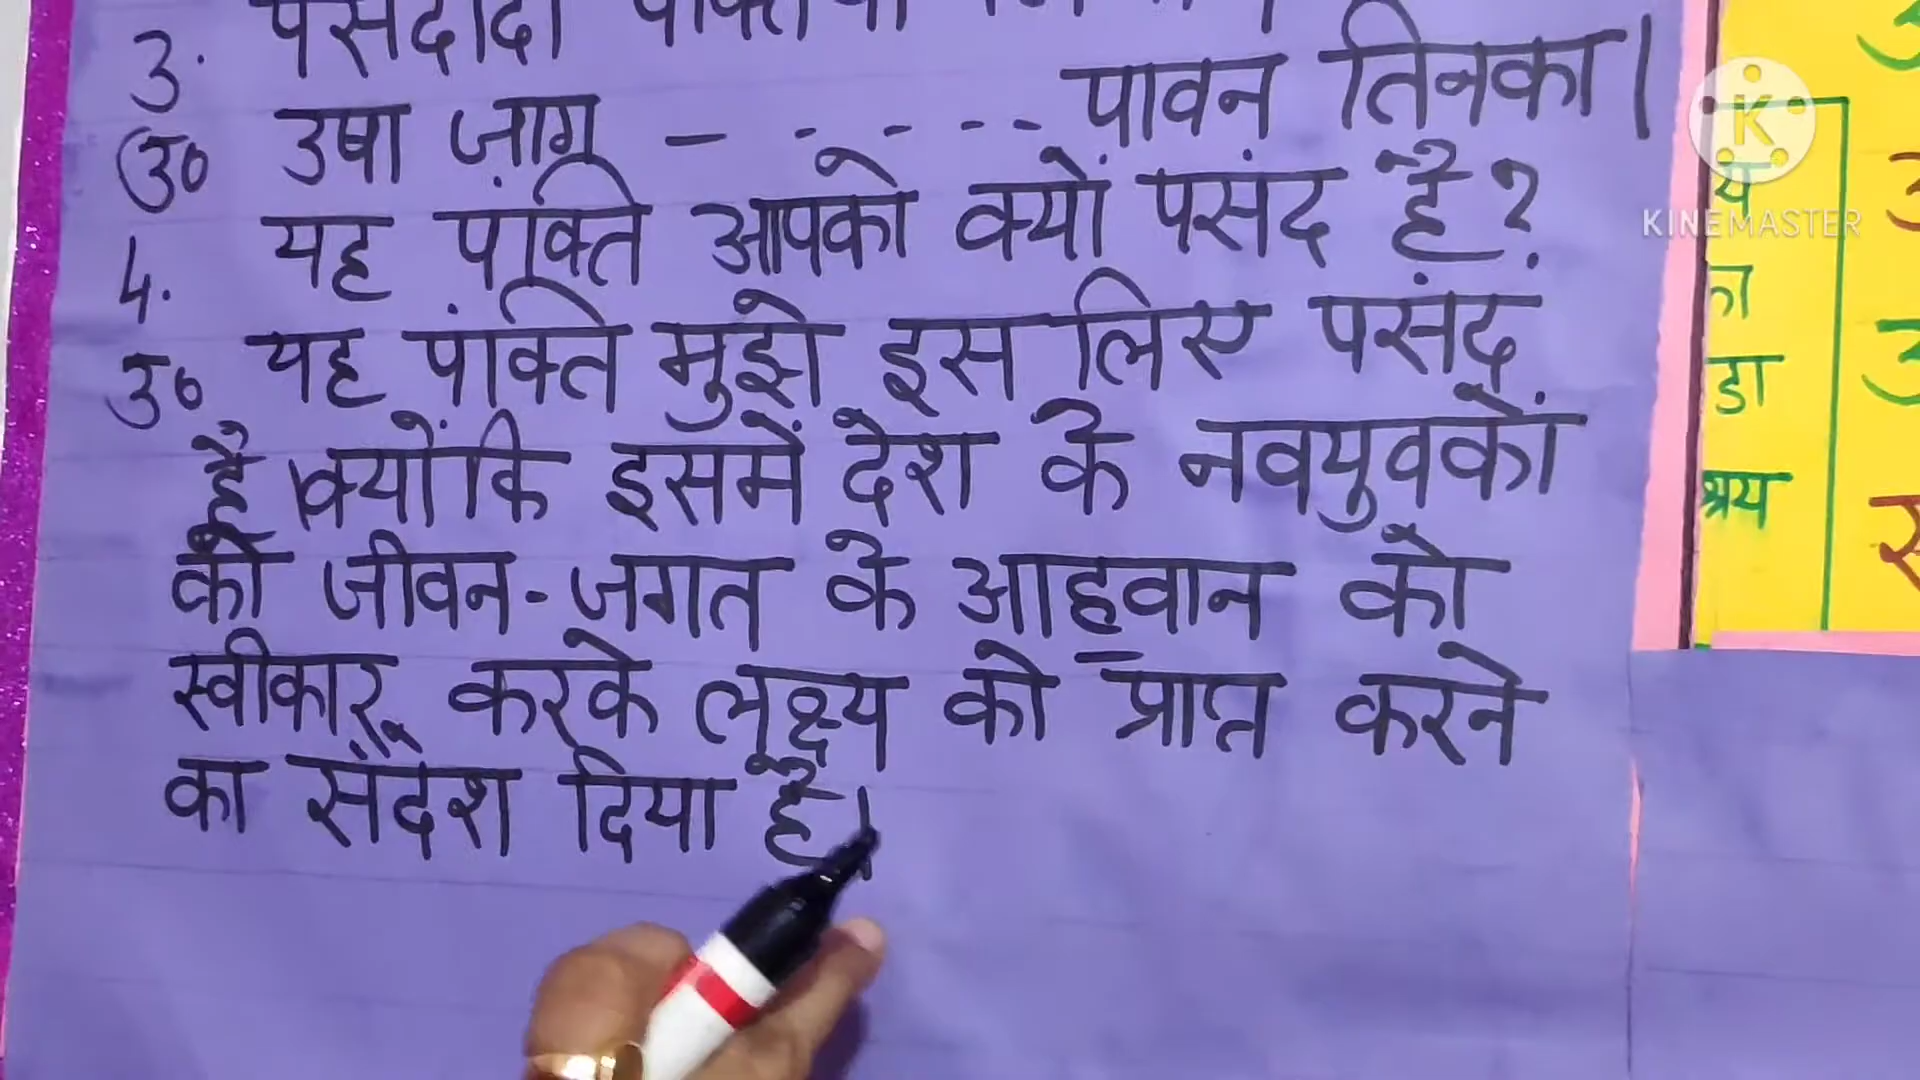 3. पसंदीदा
उ० उषा जाग - - - - - पावन तिनका।
4. यह पंक्ति आपको क्यों पसंद है?
उ० यह पंक्ति मुझे इस लिए पसंद
है। क्योंकि इसमें देश के नवयुवकों
को जीवन-जगत के आह्वान को
स्वीकार करके लक्ष्य को प्राप्त करने
का संदेश दिया है।
K
KINEMASTER
य
का
डा
श्रय